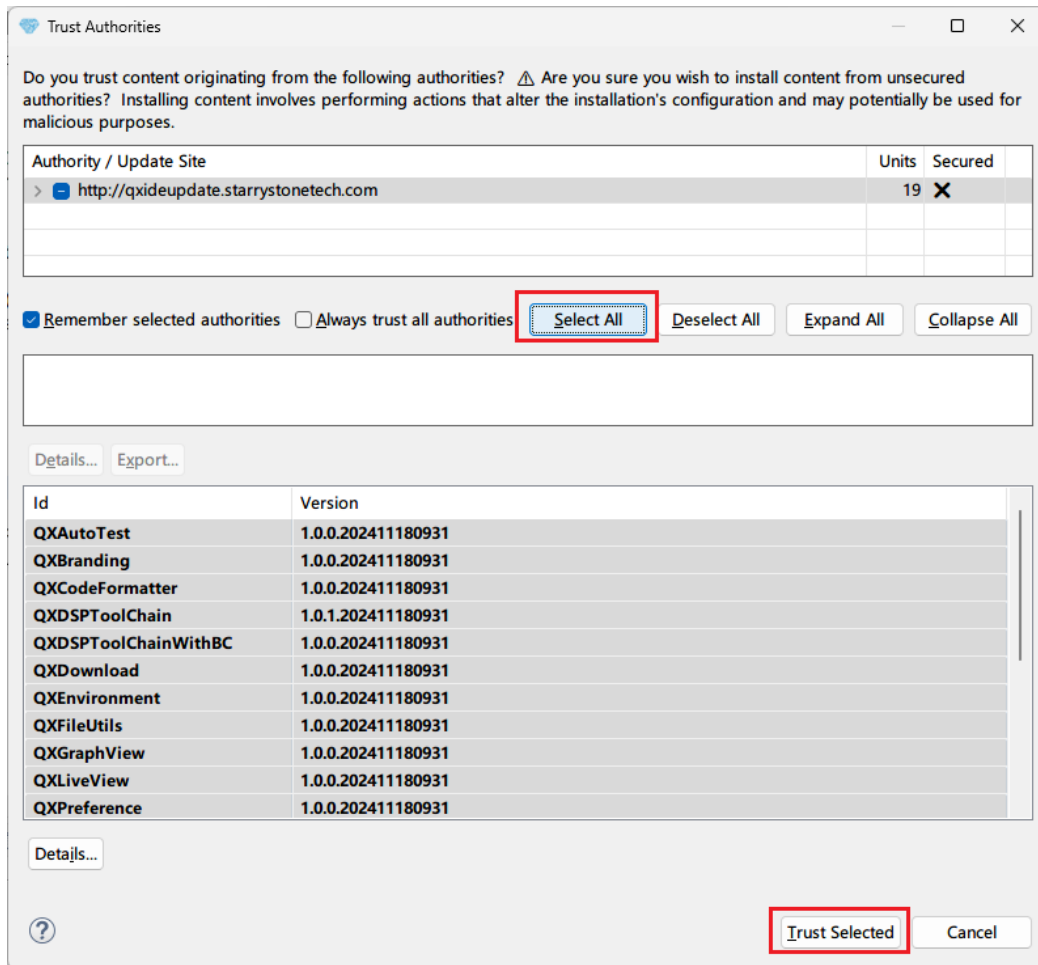 Trust Authorities
Do you trust content originating from the following authorities? ⚠ Are you sure you wish to install content from unsecured
authorities? Installing content involves performing actions that alter the installation's configuration and may potentially be used for
malicious purposes.
Authority / Update Site Units Secured
http://qxideupdate.starrystonetech.com 19
Remember selected authorities Always trust all authorities Select All Deselect All Expand All Collapse All
Details... Export...
Id Version
QXAutoTest 1.0.0.202411180931
QXBranding 1.0.0.202411180931
QXCodeFormatter 1.0.0.202411180931
QXDSPToolChain 1.0.1.202411180931
QXDSPToolChainWithBC 1.0.0.202411180931
QXDownload 1.0.0.202411180931
QXEnvironment 1.0.0.202411180931
QXFileUtils 1.0.0.202411180931
QXGraphView 1.0.0.202411180931
QXLiveView 1.0.0.202411180931
QXPreference 1.0.0.202411180931
Details...
Trust Selected Cancel